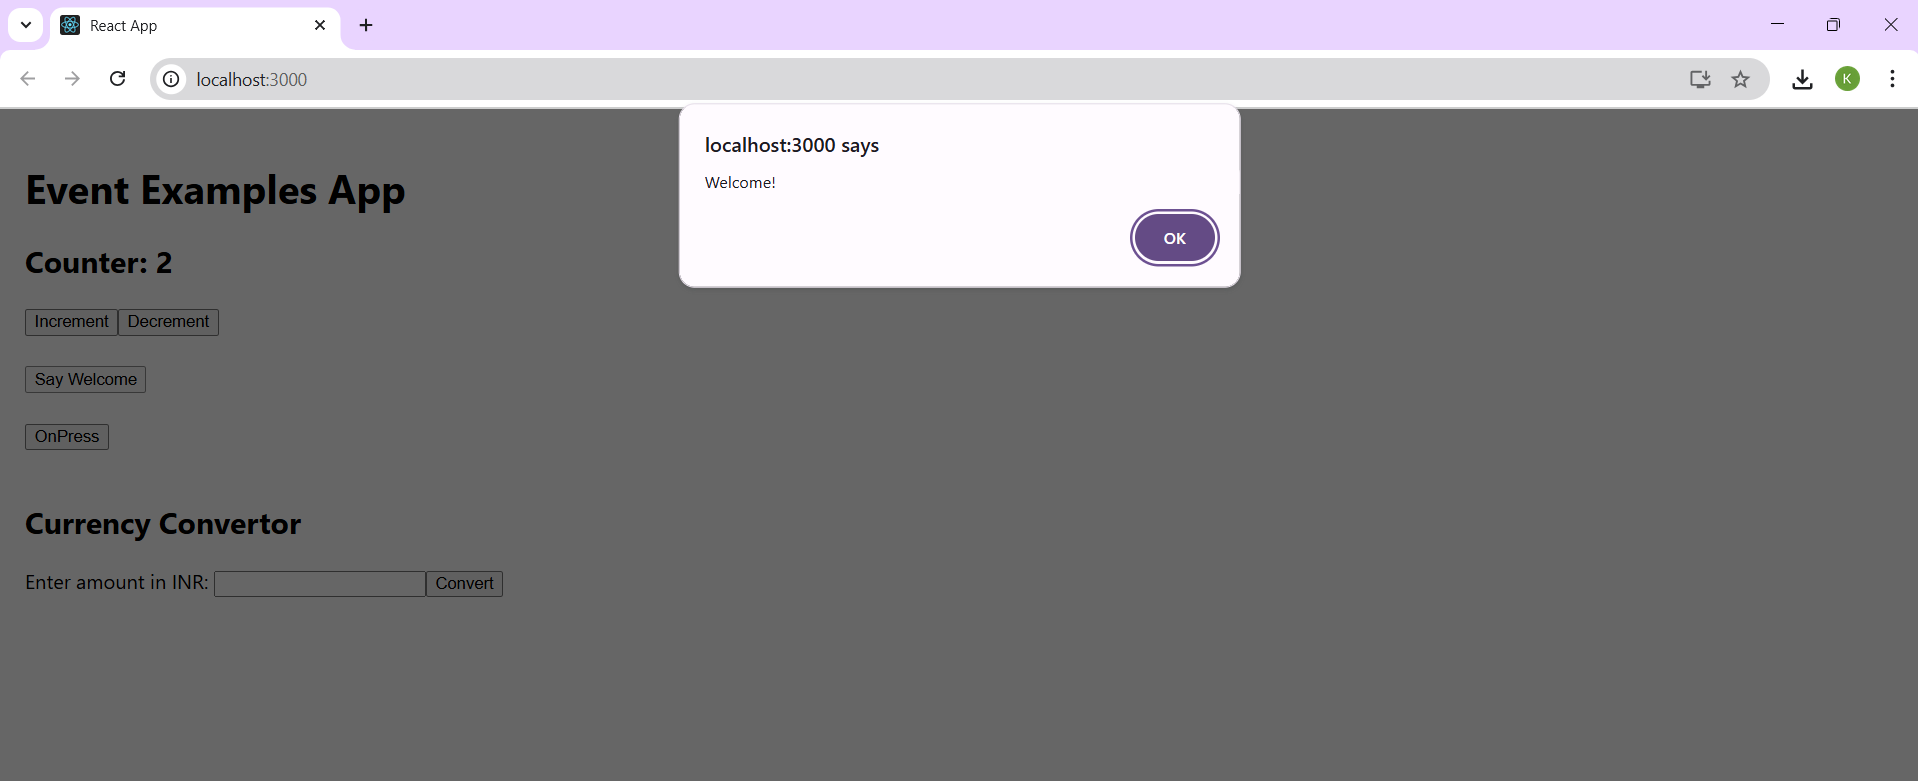 React App
localhost:3000
K
localhost:3000 says
Welcome!
OK
Event Examples App
Counter: 2
Increment Decrement
Say Welcome
OnPress
Currency Convertor
Enter amount in INR: Convert